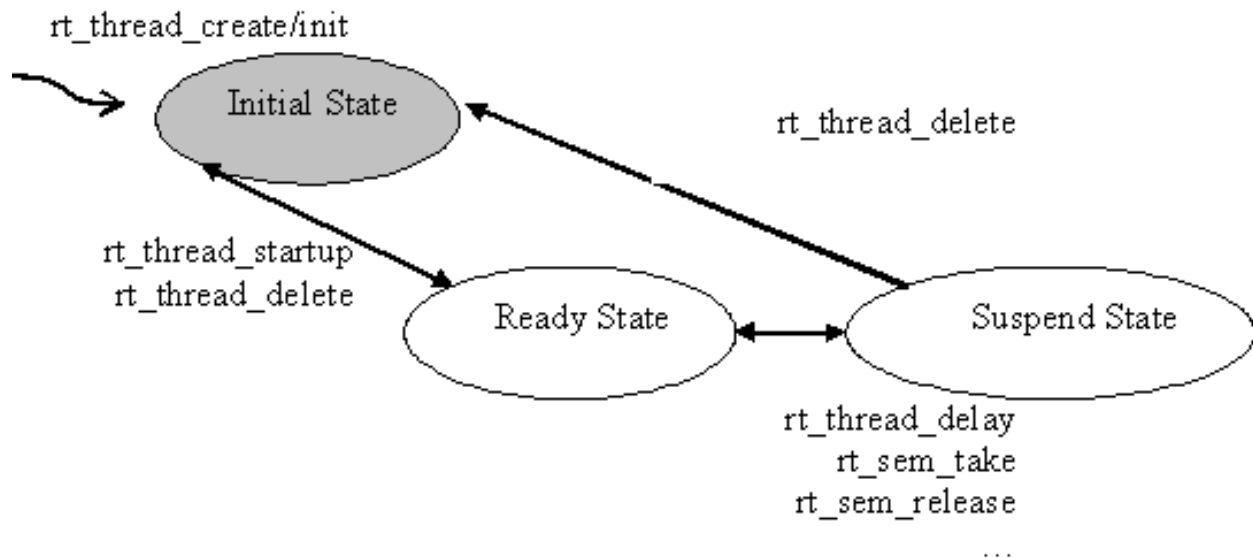 rt_thread_create/init
Initial State
rt_thread_delete
rt_thread_startup
rt_thread_delete
Ready State
Suspend State
rt_thread_delay
rt_sem_take
rt_sem_release
...